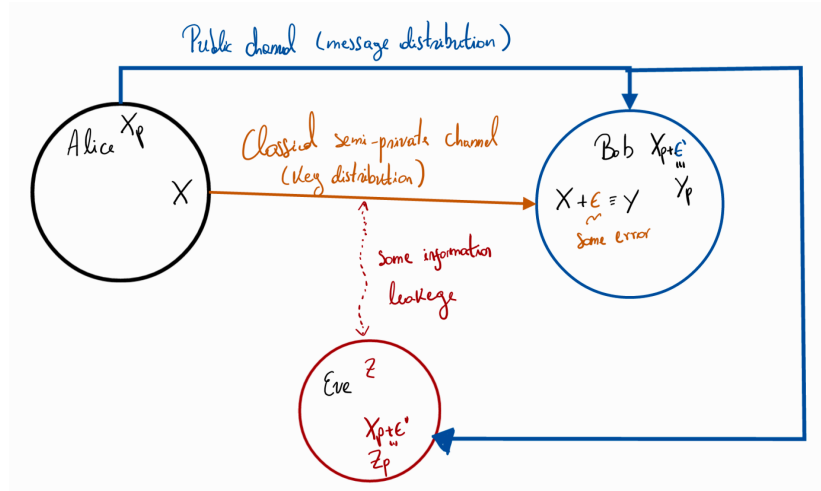 Public channel (message distribution)
Alice Xp
X
Classical semi-private channel
(Key distribution)
Bob Xp+ε'
Yp
X + ε ≡ Y
some error
some information
leakege
Eve Z
Xp+ε'
Zp